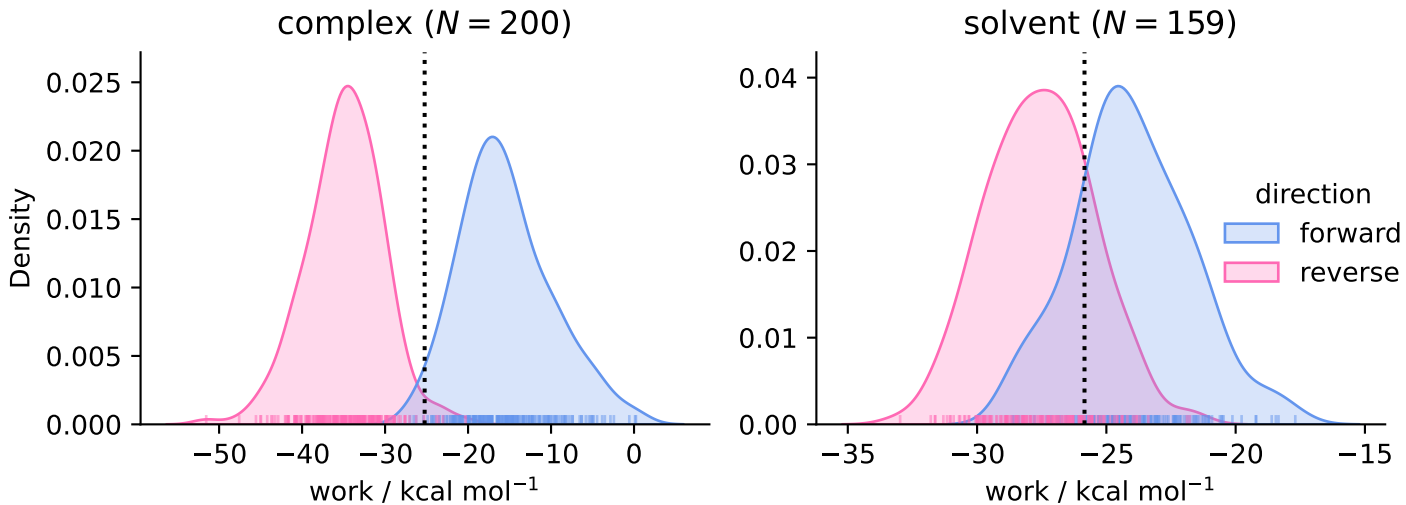 complex (N = 200)
Density
0.025
0.020
0.015
0.010
0.005
0.000
−50 −40 −30 −20 −10 0
work / kcal mol⁻¹
solvent (N = 159)
0.04
0.03
0.02
0.01
0.00
−35 −30 −25 −20 −15
work / kcal mol⁻¹
direction
forward
reverse